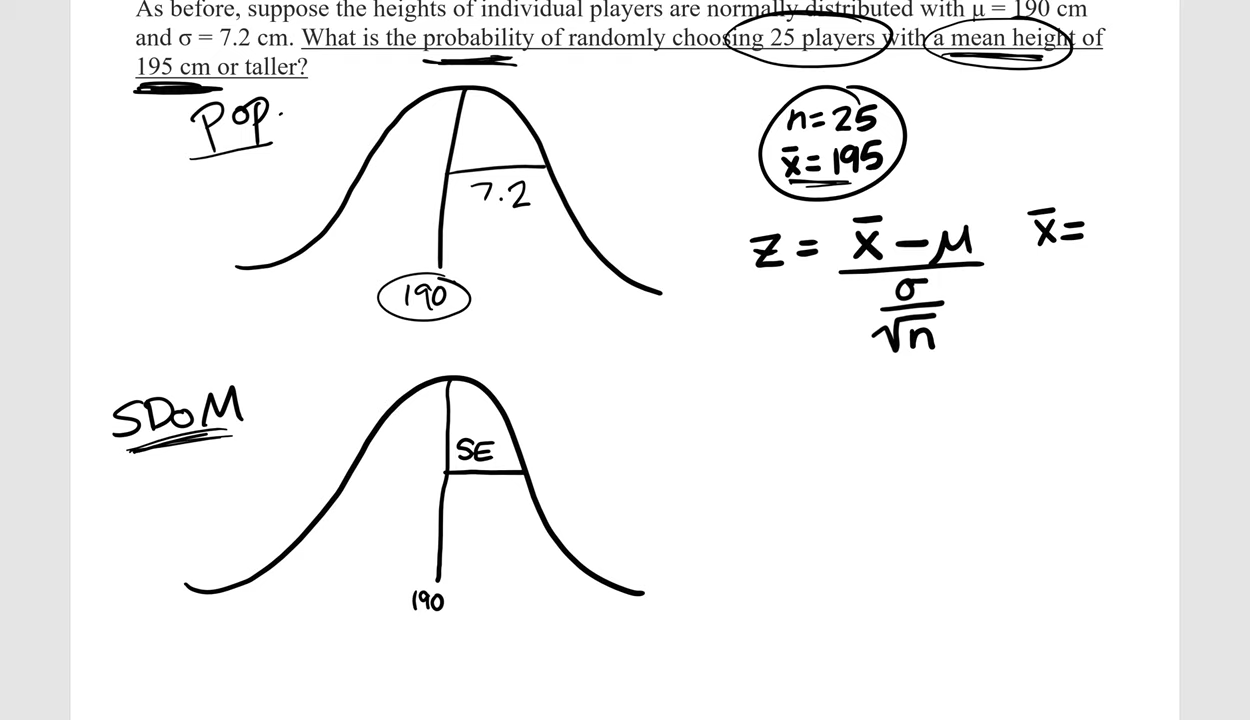 As before, suppose the heights of individual players are normally distributed with μ = 190 cm
and σ = 7.2 cm. What is the probability of randomly choosing 25 players with a mean height of
195 cm or taller?
Pop.
n=25
x̄=195
7.2
z = x̄-μ
σ
√n
x̄=
190
SDoM
SE
190